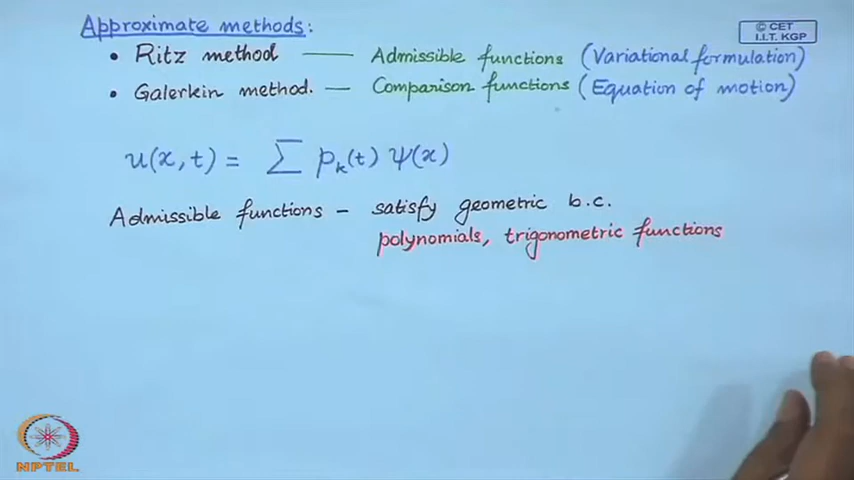 Approximate methods:
© CET
I.I.T. KGP
• Ritz method — Admissible functions (Variational formulation)
• Galerkin method. — Comparison functions (Equation of motion)
u(x,t) = Σ pₖ(t) ψ(x)
Admissible functions – satisfy geometric b.c.
polynomials, trigonometric functions
NPTEL